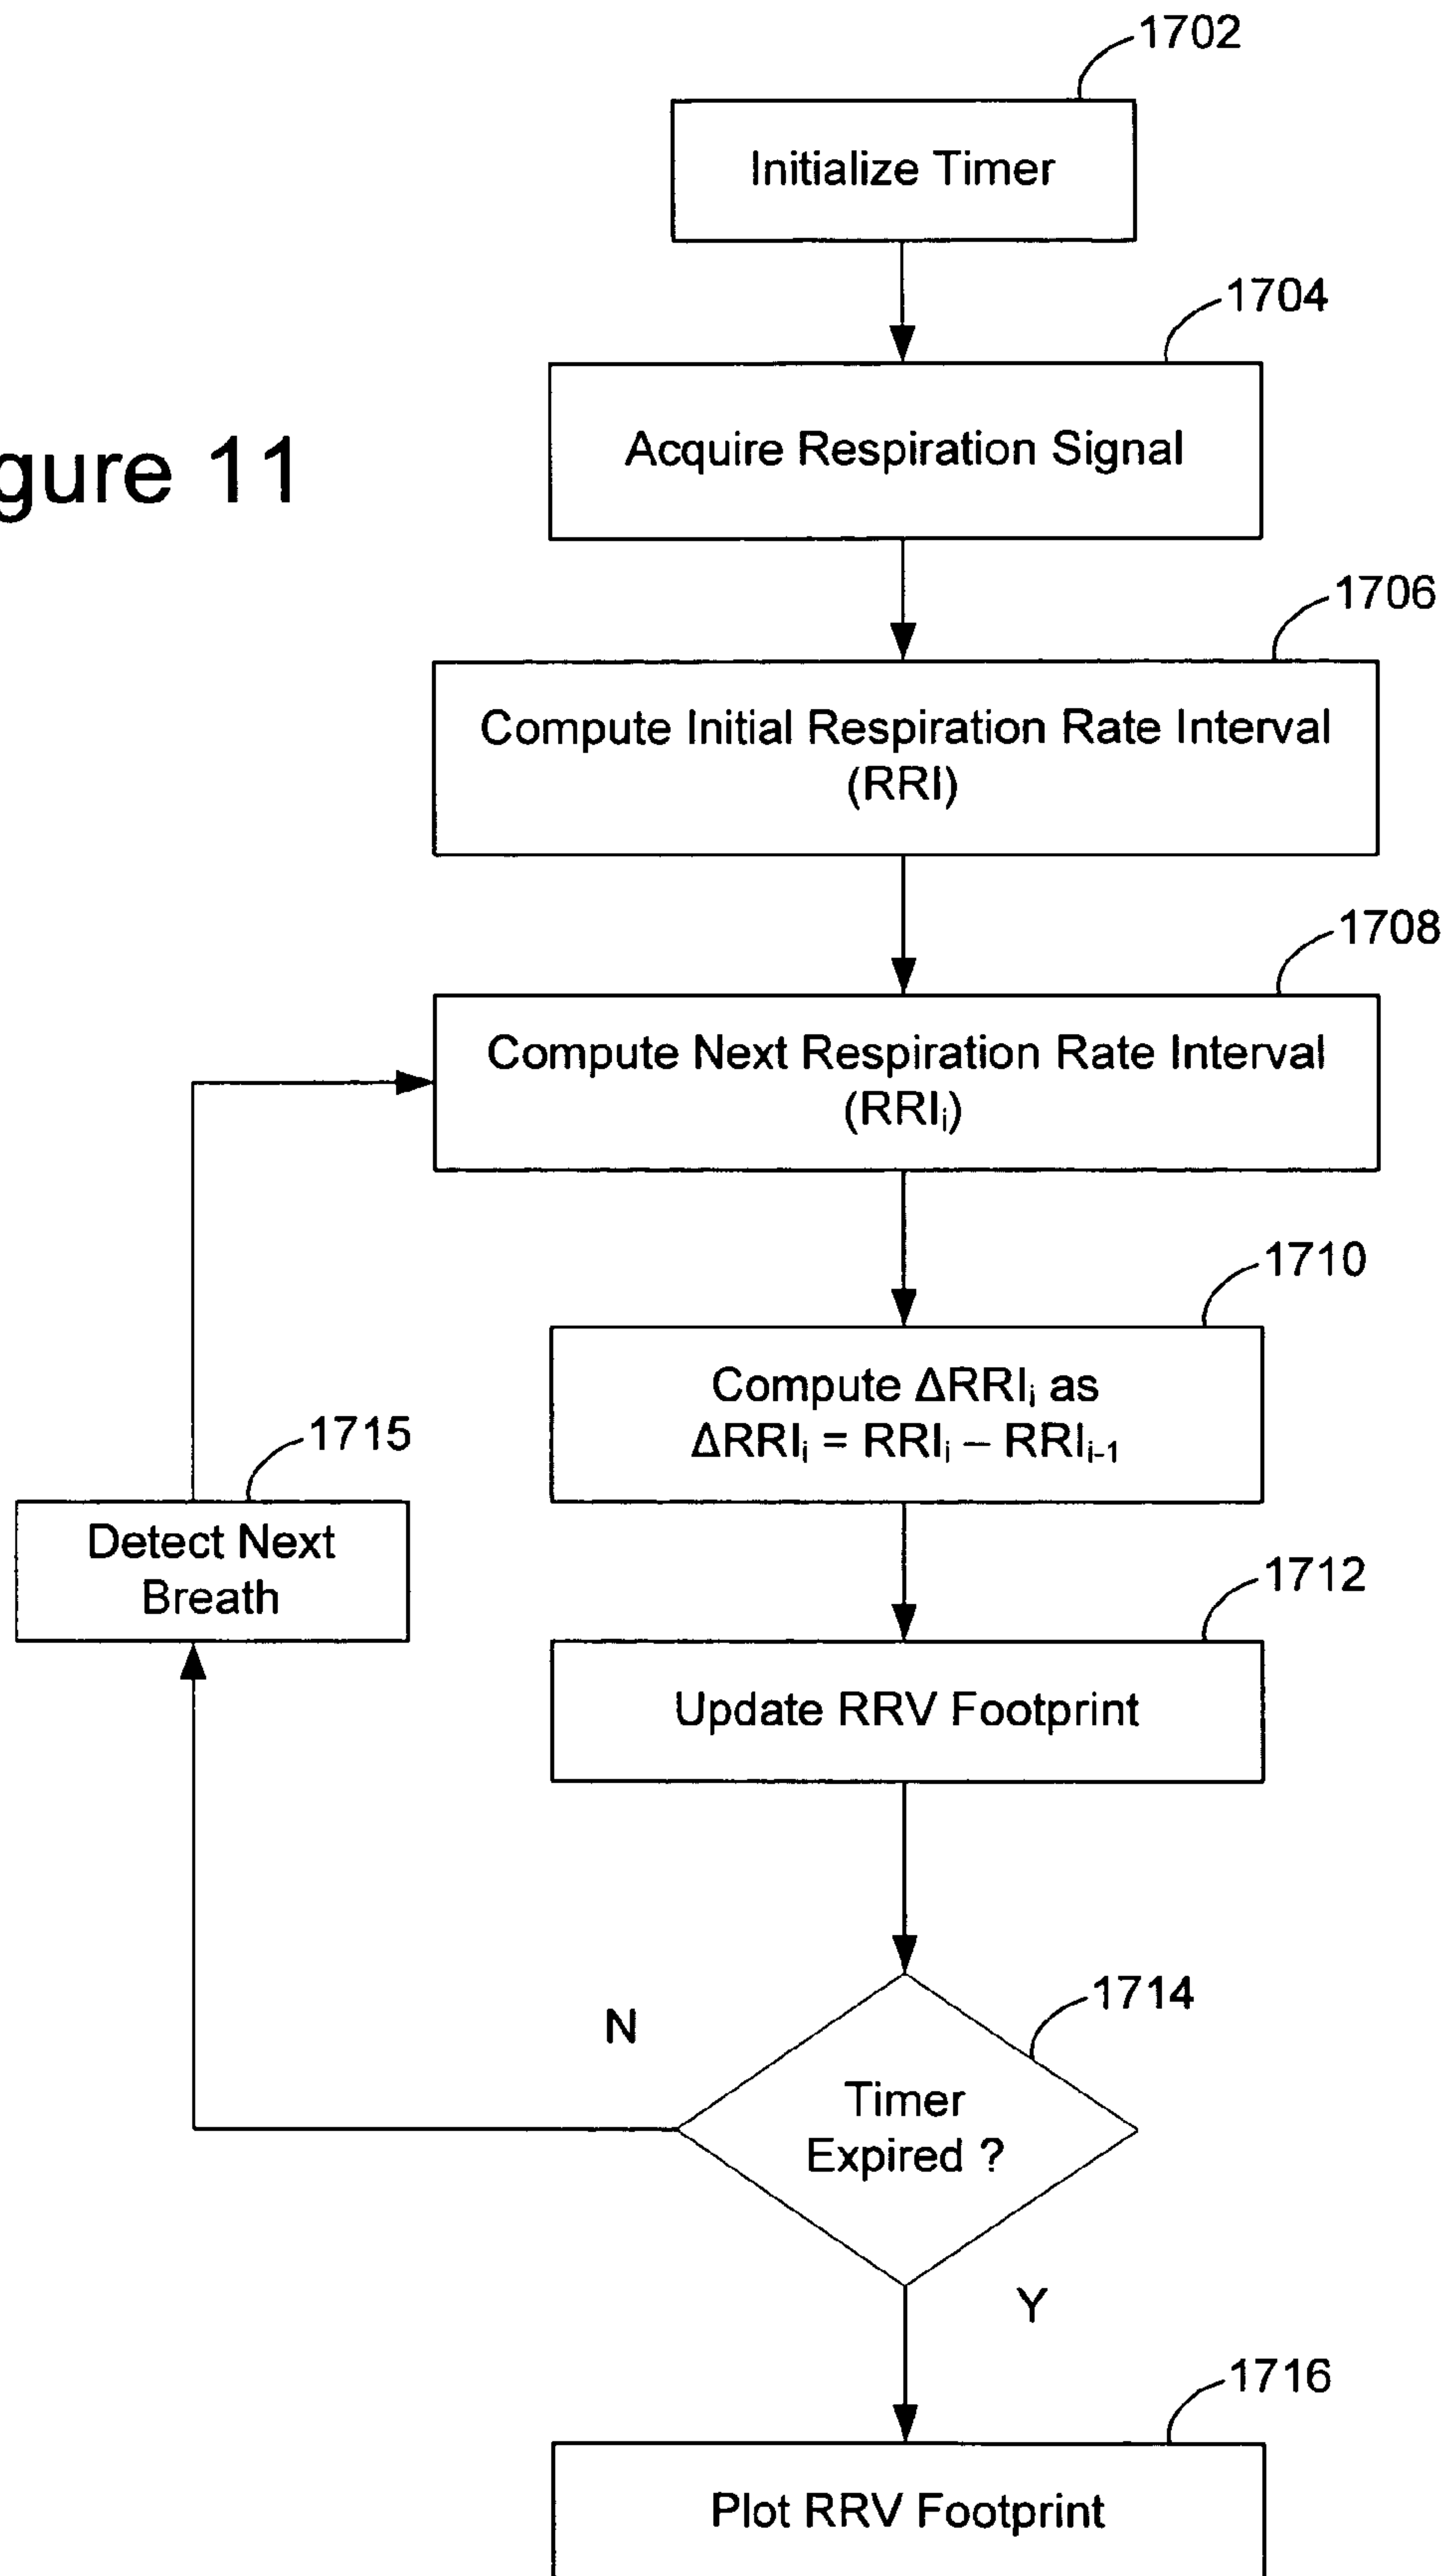 1702
Initialize Timer
1704
Acquire Respiration Signal
gure 11
1706
Compute Initial Respiration Rate Interval
(RRI)
1708
Compute Next Respiration Rate Interval
(RRIᵢ)
1710
Compute ΔRRIᵢ as
ΔRRIᵢ = RRIᵢ – RRIᵢ₋₁
1715
Detect Next
Breath
1712
Update RRV Footprint
1714
N
Timer
Expired ?
Y
1716
Plot RRV Footprint